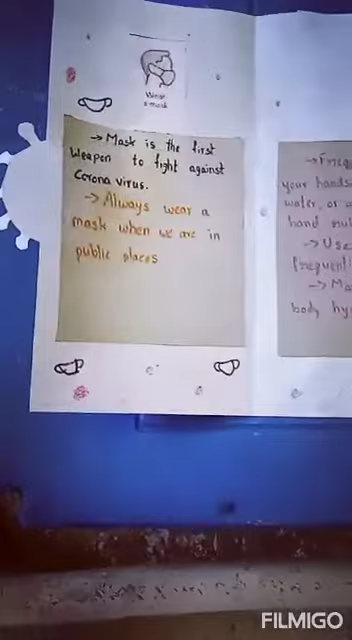 Wear
a mask
→ Mask is the first
weapon to fight against
Corona virus.
→ Always wear a
mask when we are in
public places
your hands
water, or
hand
→ Use
frequentl
→ Ma
body hy
FILMIGO